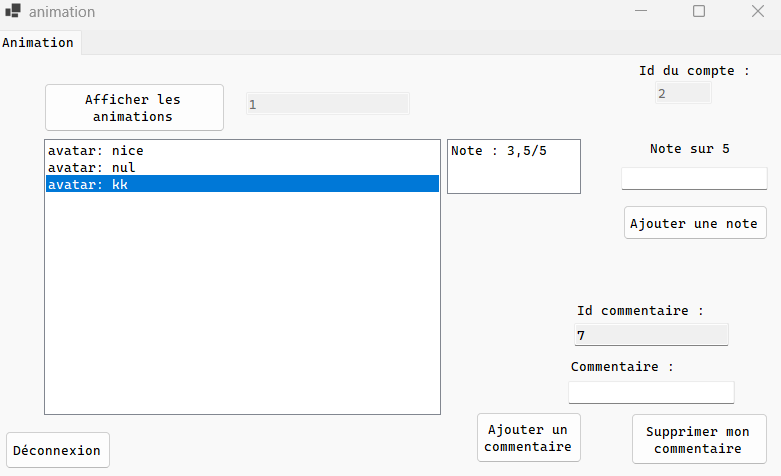 animation
Animation
Id du compte :
Afficher les
animations
1
2
avatar: nice
avatar: nul
avatar: kk
Note : 3,5/5
Note sur 5
Ajouter une note
Id commentaire :
7
Commentaire :
Ajouter un
commentaire
Supprimer mon
commentaire
Déconnexion